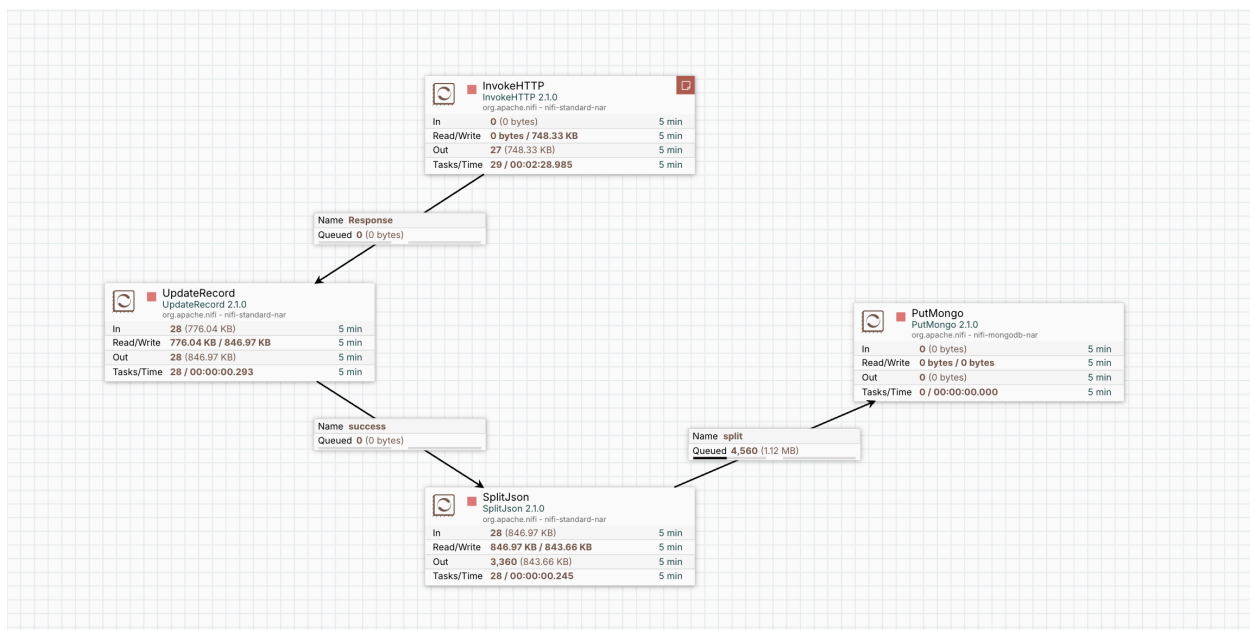 InvokeHTTP
InvokeHTTP 2.1.0
org.apache.nifi - nifi-standard-nar
In 0 (0 bytes) 5 min
Read/Write 0 bytes / 748.33 KB 5 min
Out 27 (748.33 KB) 5 min
Tasks/Time 29 / 00:02:28.985 5 min
Name Response
Queued 0 (0 bytes)
UpdateRecord
UpdateRecord 2.1.0
org.apache.nifi - nifi-standard-nar
In 28 (776.04 KB) 5 min
Read/Write 776.04 KB / 846.97 KB 5 min
Out 28 (846.97 KB) 5 min
Tasks/Time 28 / 00:00:00.293 5 min
PutMongo
PutMongo 2.1.0
org.apache.nifi - nifi-mongodb-nar
In 0 (0 bytes) 5 min
Read/Write 0 bytes / 0 bytes 5 min
Out 0 (0 bytes) 5 min
Tasks/Time 0 / 00:00:00.000 5 min
Name success
Queued 0 (0 bytes)
Name split
Queued 4,560 (1.12 MB)
SplitJson
SplitJson 2.1.0
org.apache.nifi - nifi-standard-nar
In 28 (846.97 KB) 5 min
Read/Write 846.97 KB / 843.66 KB 5 min
Out 3,360 (843.66 KB) 5 min
Tasks/Time 28 / 00:00:00.245 5 min